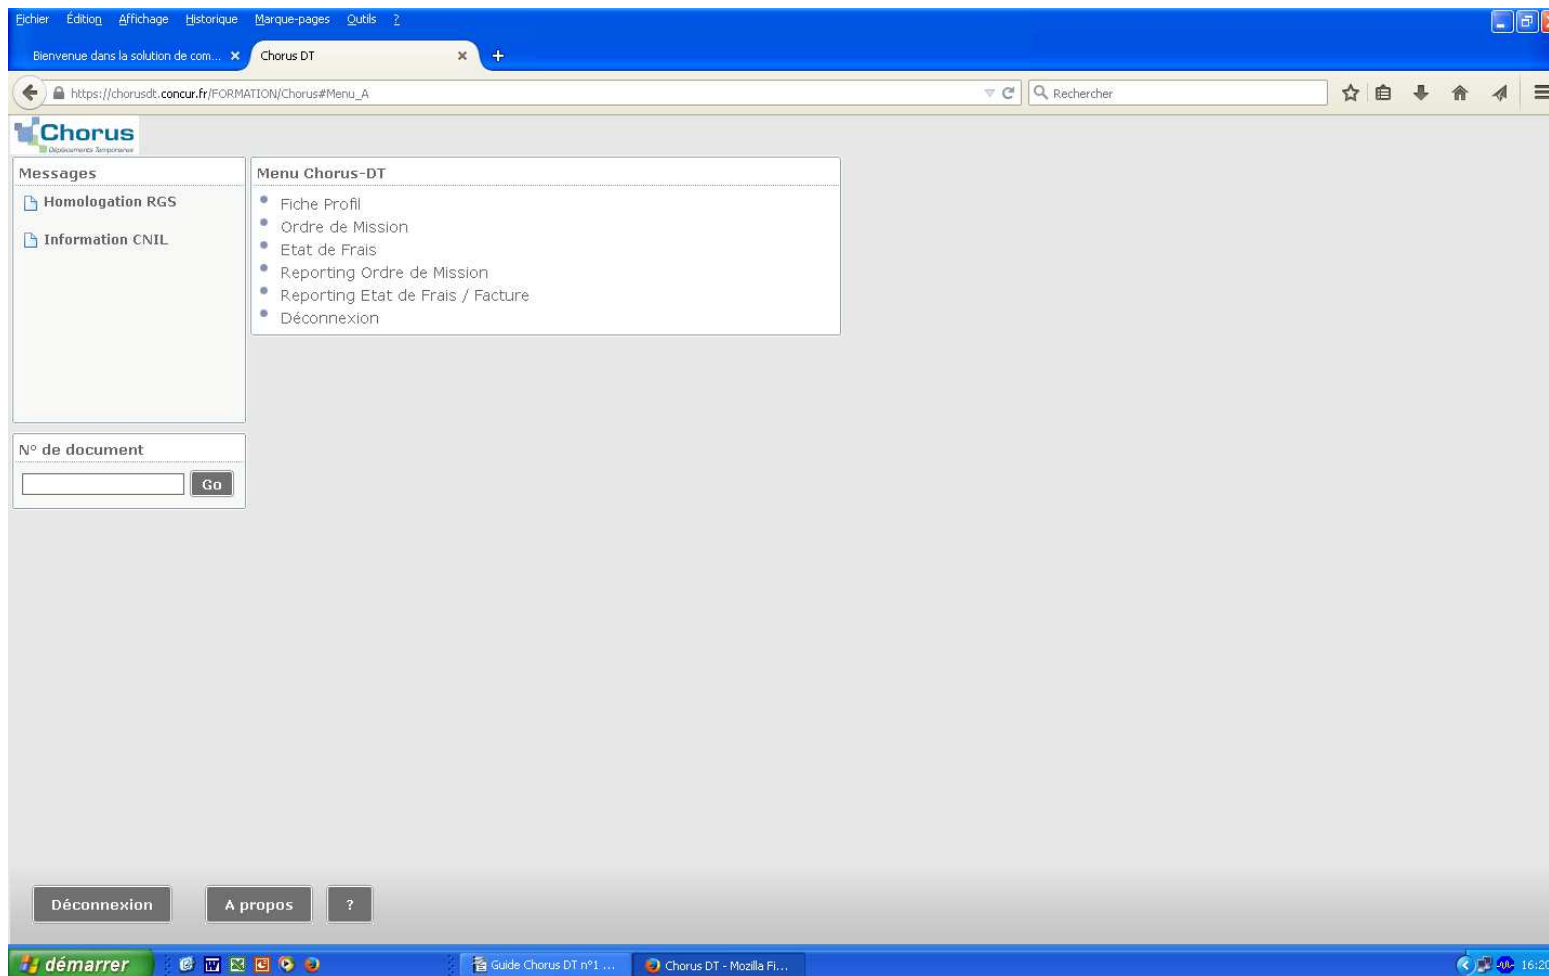 Fichier Édition Affichage Historique Marque-pages Outils ?
Bienvenue dans la solution de com... Chorus DT
https://chorusdt.concur.fr/FORMATION/Chorus#Menu_A Rechercher
Chorus
Déplacements Temporaires
Messages
Homologation RGS
Information CNIL
Menu Chorus-DT
Fiche Profil
Ordre de Mission
Etat de Frais
Reporting Ordre de Mission
Reporting Etat de Frais / Facture
Déconnexion
N° de document
Go
Déconnexion A propos ?
démarrer Guide Chorus DT n°1 ... Chorus DT - Mozilla Fi... 16:20